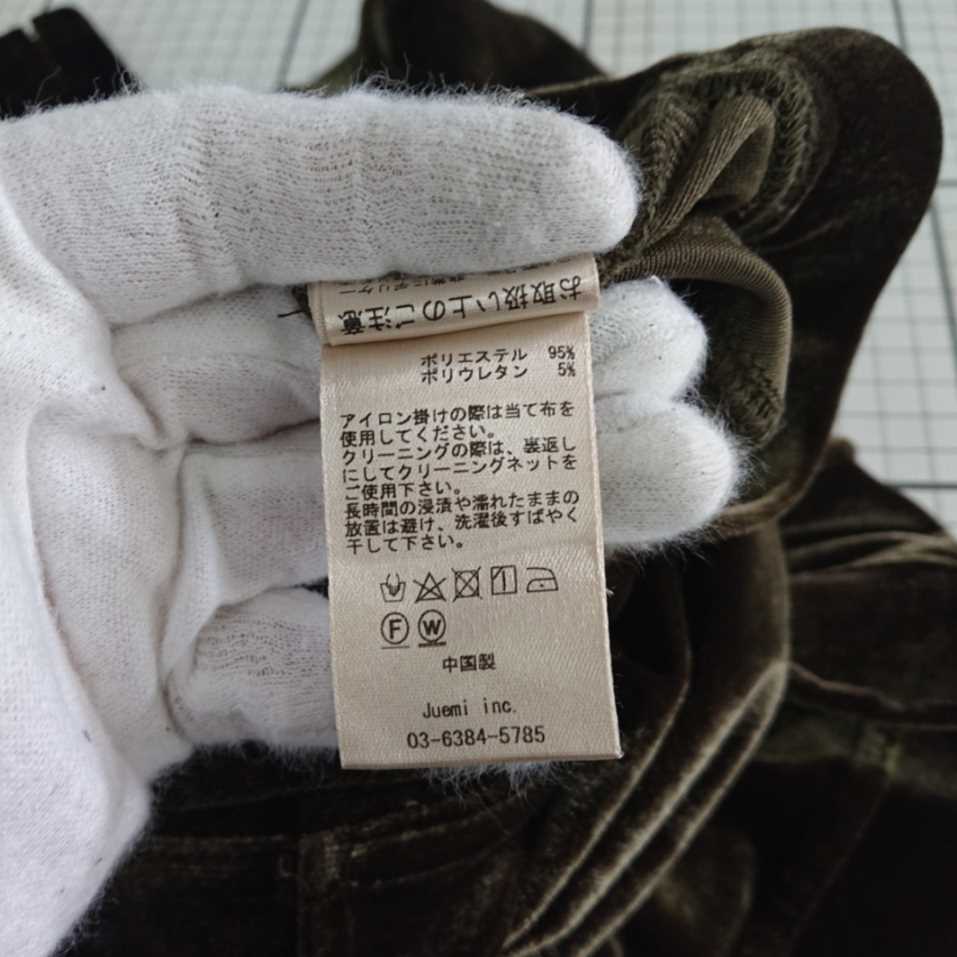 お取扱い上のご注意
ポリエステル 95%
ポリウレタン 5%
アイロン掛けの際は当て布を
使用してください。
クリーニングの際は、裏返し
にしてクリーニングネットを
ご使用下さい。
長時間の浸漬や濡れたままの
放置は避け、洗濯後すばやく
干して下さい。
F W
中国製
Juemi inc.
03-6384-5785